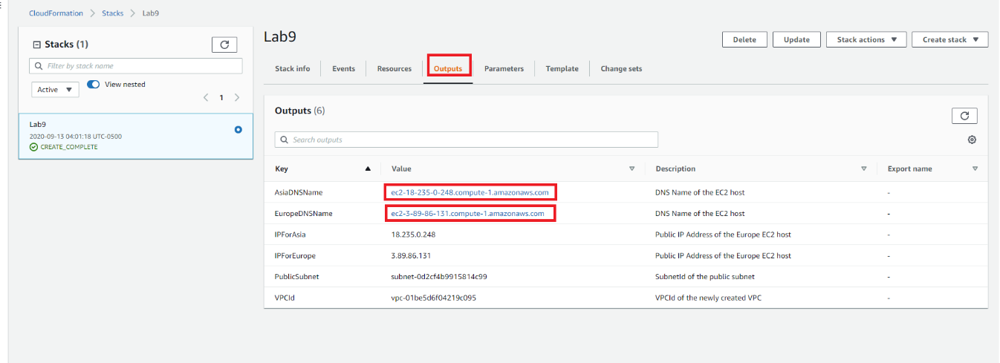 CloudFormation > Stacks > Lab9
Stacks (1)
Filter by stack name
Active
View nested
1
Lab9
2020-09-13 04:01:18 UTC-0500
CREATE_COMPLETE
Lab9
Delete Update Stack actions Create stack
Stack info Events Resources Outputs Parameters Template Change sets
Outputs (6)
Search outputs
Key Value Description Export name
AsiaDNSName ec2-18-235-0-248.compute-1.amazonaws.com DNS Name of the EC2 host -
EuropeDNSName ec2-3-89-86-131.compute-1.amazonaws.com DNS Name of the EC2 host -
IPForAsia 18.235.0.248 Public IP Address of the Europe EC2 host -
IPForEurope 3.89.86.131 Public IP Address of the Europe EC2 host -
PublicSubnet subnet-0d2cf4b9915814c99 SubnetId of the public subnet -
VPCId vpc-01be5d6f04219c095 VPCId of the newly created VPC -